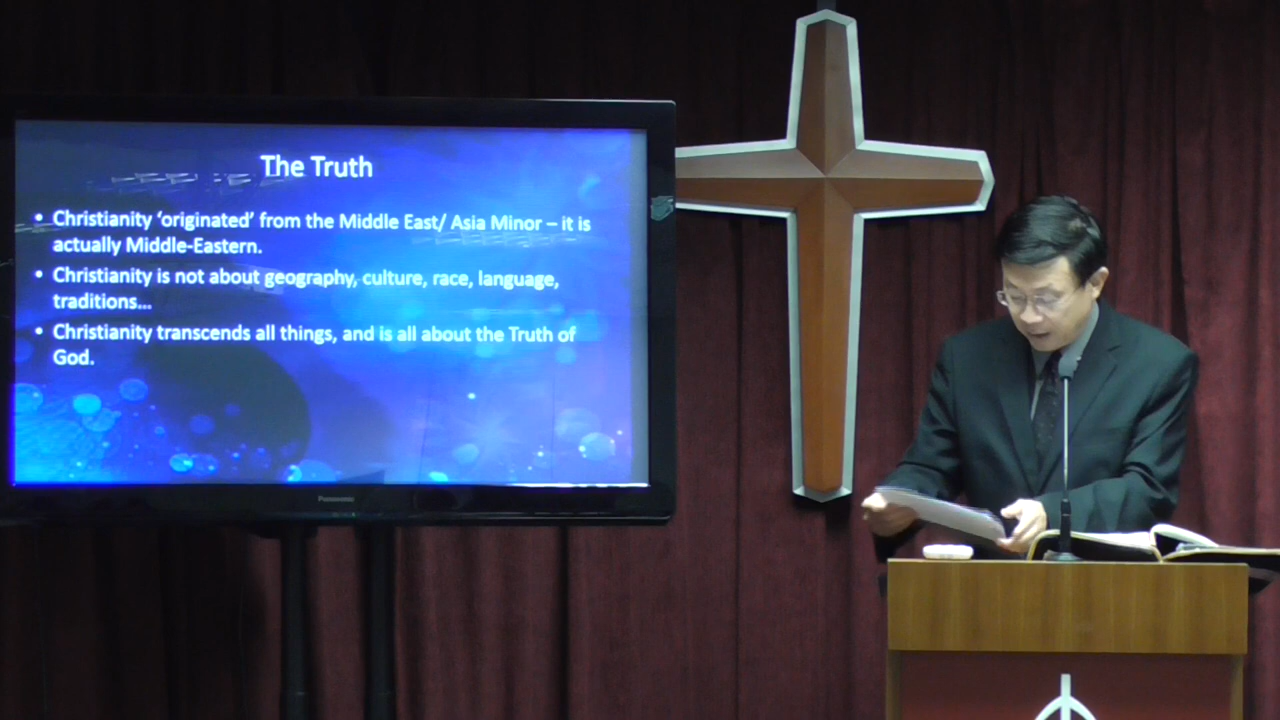 The Truth
• Christianity ‘originated’ from the Middle East/ Asia Minor – it is
actually Middle-Eastern.
• Christianity is not about geography, culture, race, language,
traditions...
• Christianity transcends all things, and is all about the Truth of
God.
Panasonic